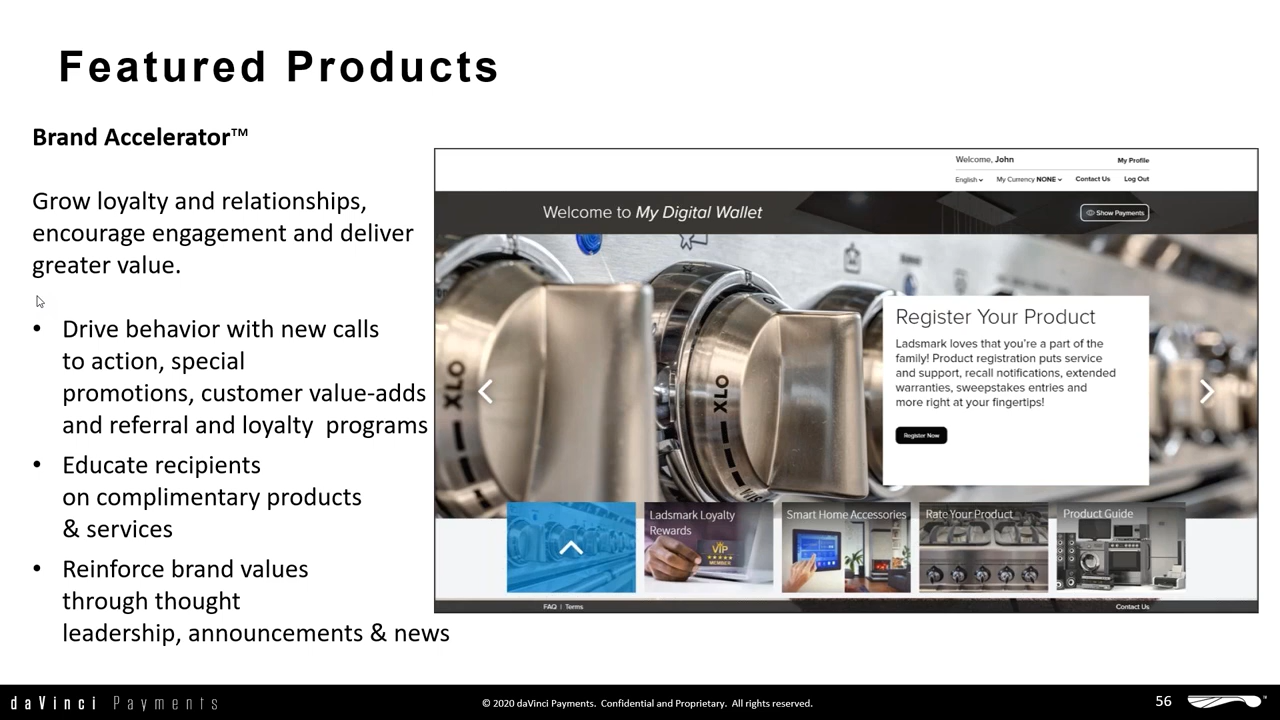 Featured Products
Brand Accelerator™
Grow loyalty and relationships,
encourage engagement and deliver
greater value.
• Drive behavior with new calls
to action, special
promotions, customer value-adds
and referral and loyalty  programs
• Educate recipients
on complimentary products
& services
• Reinforce brand values
through thought
leadership, announcements & news
Welcome, John
My Profile
English
My Currency NONE
Contact Us
Log Out
Welcome to My Digital Wallet
Show Payments
XLO
XLO
Register Your Product
Ladsmark loves that you're a part of the
family! Product registration puts service
and support, recall notifications, extended
warranties, sweepstakes entries and
more right at your fingertips!
Register Now
Ladsmark Loyalty
Rewards
VIP
MEMBER
Smart Home Accessories
Rate Your Product
Product Guide
FAQ | Terms
Contact Us
daVinci Payments
© 2020 daVinci Payments. Confidential and Proprietary. All rights reserved.
56
™